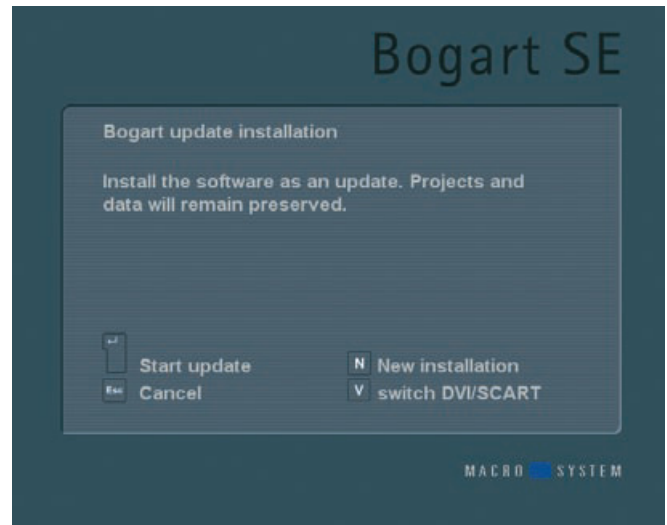 Bogart SE
Bogart update installation
Install the software as an update. Projects and
data will remain preserved.
Start update
N New installation
Esc Cancel
V switch DVI/SCART
MACRO SYSTEM